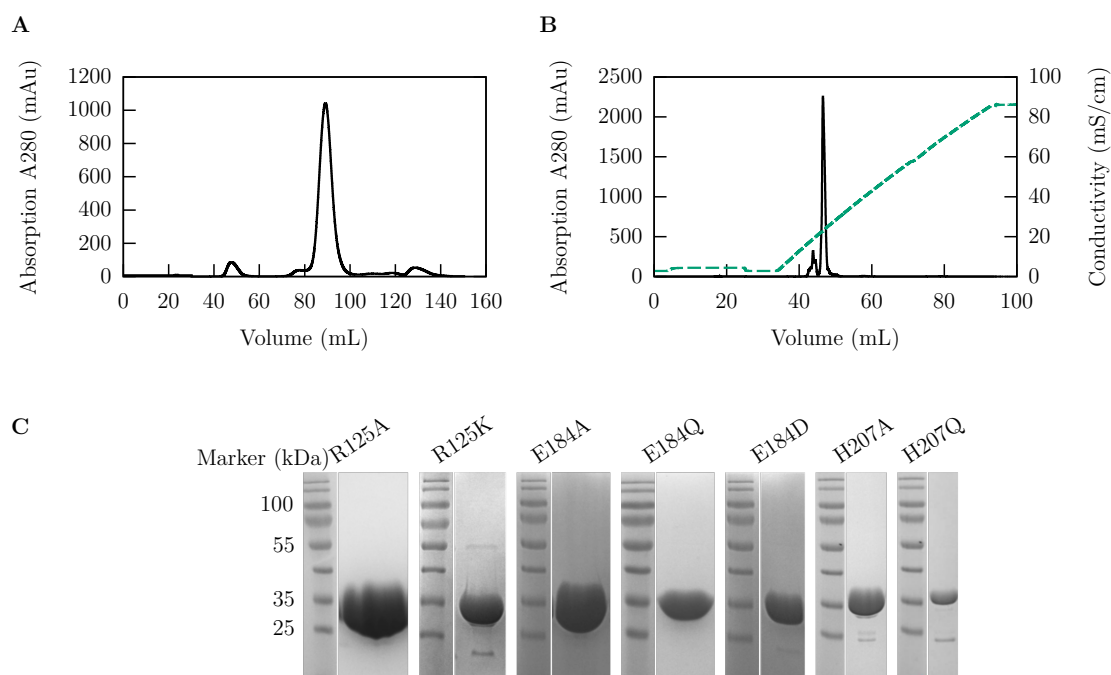 A
B
Absorption A280 (mAu)
1200
1000
800
600
400
200
0
0 20 40 60 80 100 120 140 160
Volume (mL)
Absorption A280 (mAu)
2500
2000
1500
1000
500
0
0 20 40 60 80 100
Volume (mL)
100
80
60
40
20
0
Conductivity (mS/cm)
C
Marker (kDa)
R125A
R125K
E184A
E184Q
E184D
H207A
H207Q
100
55
35
25